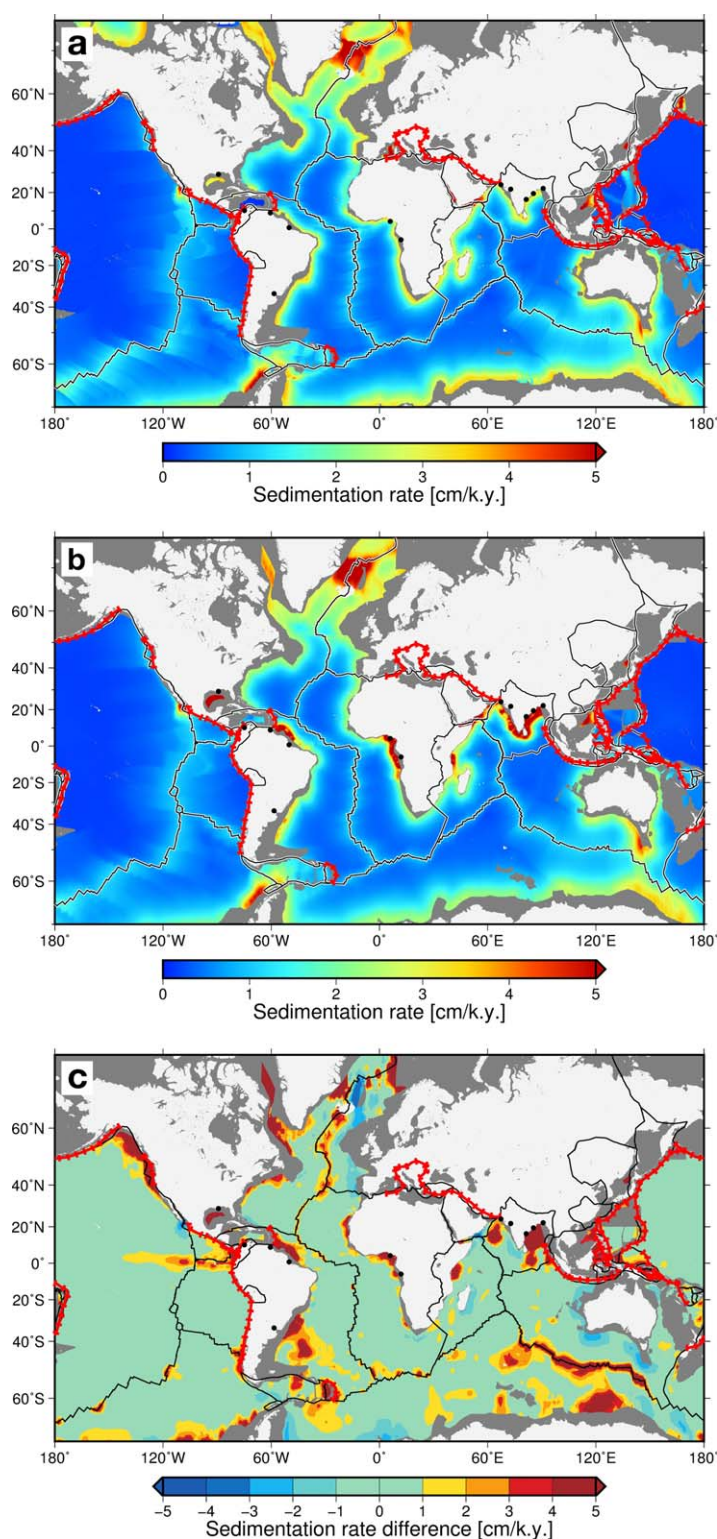 a
60˚N
40˚N
20˚N
0˚
20˚S
40˚S
60˚S
180˚ 120˚W 60˚W 0˚ 60˚E 120˚E 180˚
0 1 2 3 4 5
Sedimentation rate [cm/k.y.]
b
60˚N
40˚N
20˚N
0˚
20˚S
40˚S
60˚S
180˚ 120˚W 60˚W 0˚ 60˚E 120˚E 180˚
0 1 2 3 4 5
Sedimentation rate [cm/k.y.]
c
60˚N
40˚N
20˚N
0˚
20˚S
40˚S
60˚S
180˚ 120˚W 60˚W 0˚ 60˚E 120˚E 180˚
−5 −4 −3 −2 −1 0 1 2 3 4 5
Sedimentation rate difference [cm/k.y.]